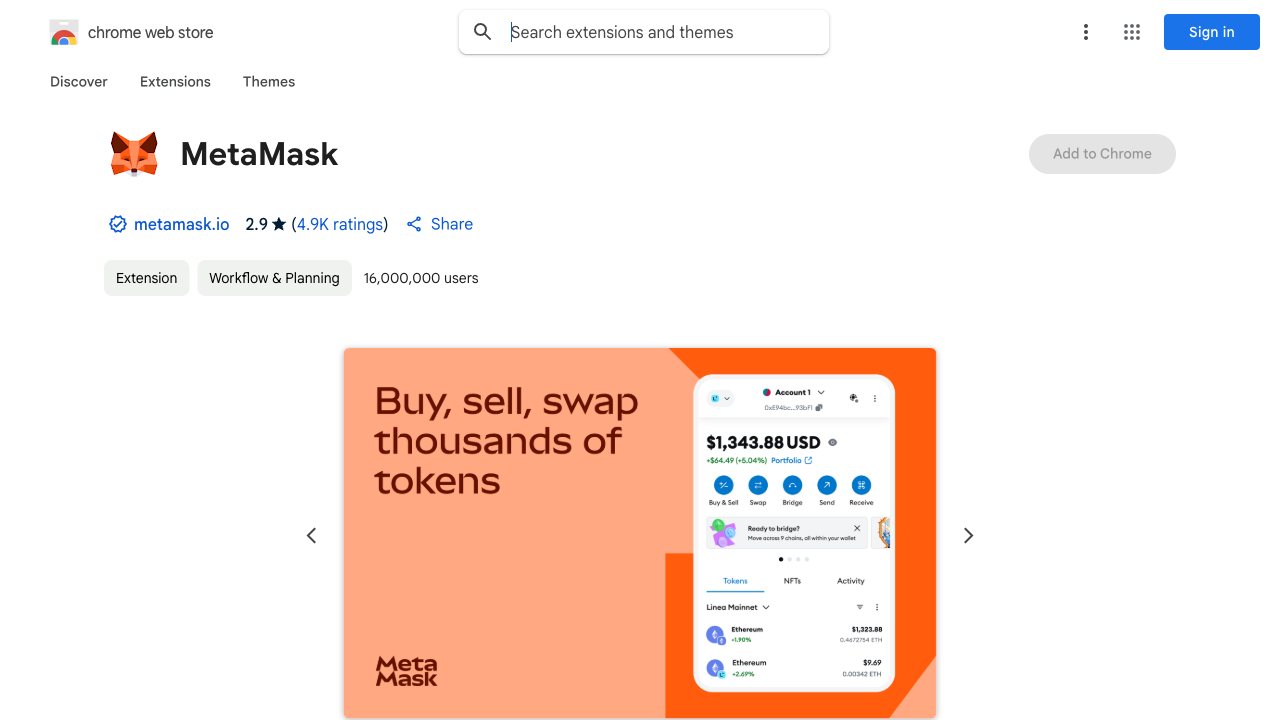 chrome web store
Search extensions and themes
Sign in
Discover
Extensions
Themes
MetaMask
Add to Chrome
metamask.io
2.9 ★ (4.9K ratings)
Share
Extension
Workflow & Planning
16,000,000 users
Buy, sell, swap
thousands of
tokens
Meta
Mask
Account 1
0xE94bc...93bF1
$1,343.88 USD
+$64.49 (+5.04%) Portfolio
Buy & Sell
Swap
Bridge
Send
Receive
Ready to bridge?
Move across 9 chains, all within your wallet
Tokens
NFTs
Activity
Linea Mainnet
Ethereum
$1,323.88
+1.90%
0.4672754 ETH
Ethereum
$9.69
+2.69%
0.00342 ETH